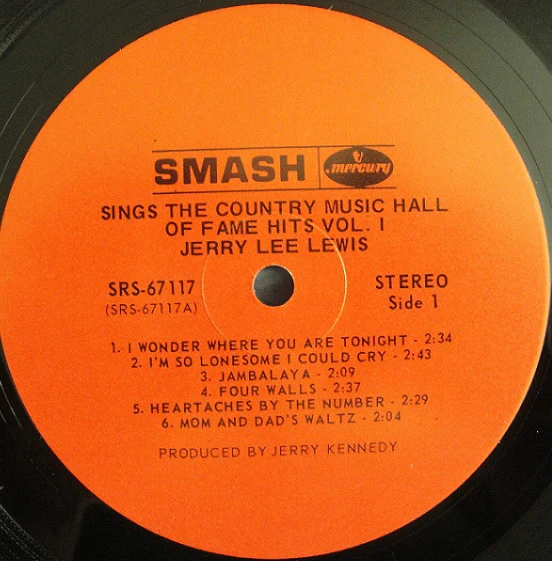 SMASH mercury
SINGS THE COUNTRY MUSIC HALL
OF FAME HITS VOL. I
JERRY LEE LEWIS
SRS-67117 STEREO
(SRS-67117A) Side 1
1. I WONDER WHERE YOU ARE TONIGHT - 2:34
2. I'M SO LONESOME I COULD CRY - 2:43
3. JAMBALAYA - 2:09
4. FOUR WALLS - 2:37
5. HEARTACHES BY THE NUMBER - 2:29
6. MOM AND DAD'S WALTZ - 2:04
PRODUCED BY JERRY KENNEDY